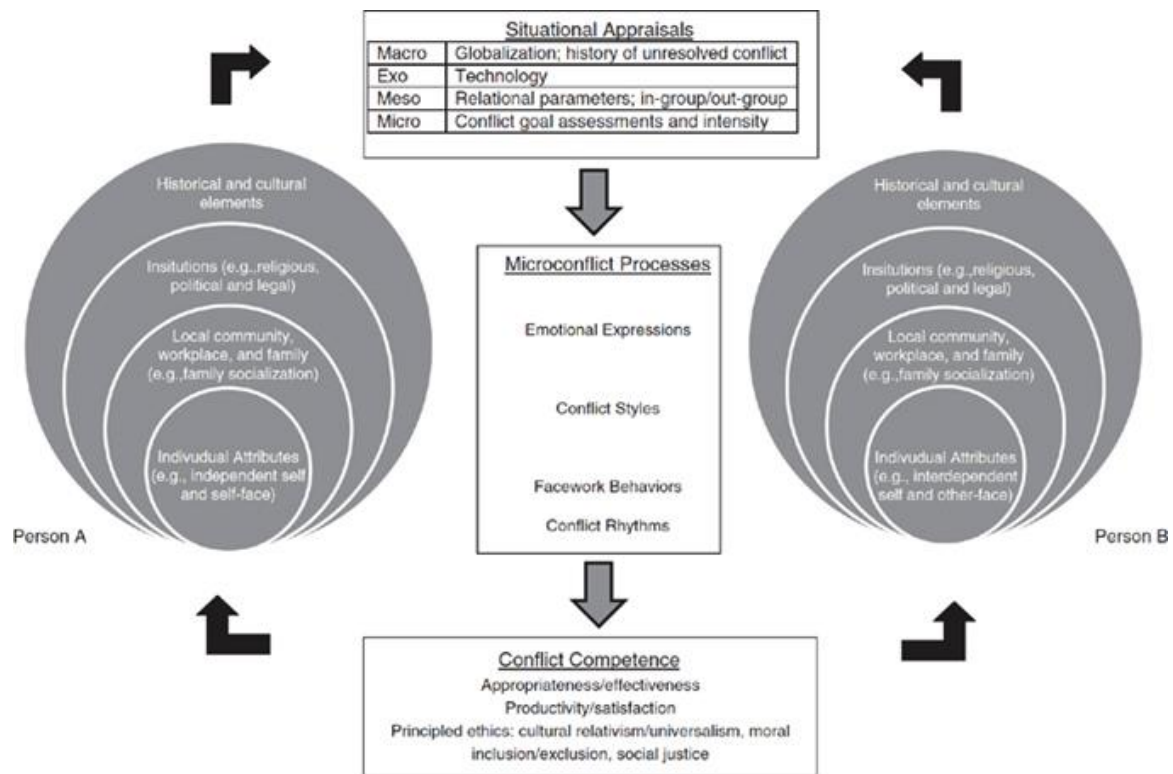 Situational Appraisals
Macro Globalization; history of unresolved conflict
Exo Technology
Meso Relational parameters; in-group/out-group
Micro Conflict goal assessments and intensity
Historical and cultural
elements
Insitutions (e.g.,religious,
political and legal)
Local community,
workplace, and family
(e.g.,family socialization)
Indivudual Attributes
(e.g., independent self
and self-face)
Person A
Microconflict Processes
Emotional Expressions
Conflict Styles
Facework Behaviors
Conflict Rhythms
Historical and cultural
elements
Insitutions (e.g.,religious,
political and legal)
Local community,
workplace, and family
(e.g.,family socialization)
Indivudual Attributes
(e.g., interdependent
self and other-face)
Person B
Conflict Competence
Appropriateness/effectiveness
Productivity/satisfaction
Principled ethics: cultural relativism/universalism, moral
inclusion/exclusion, social justice